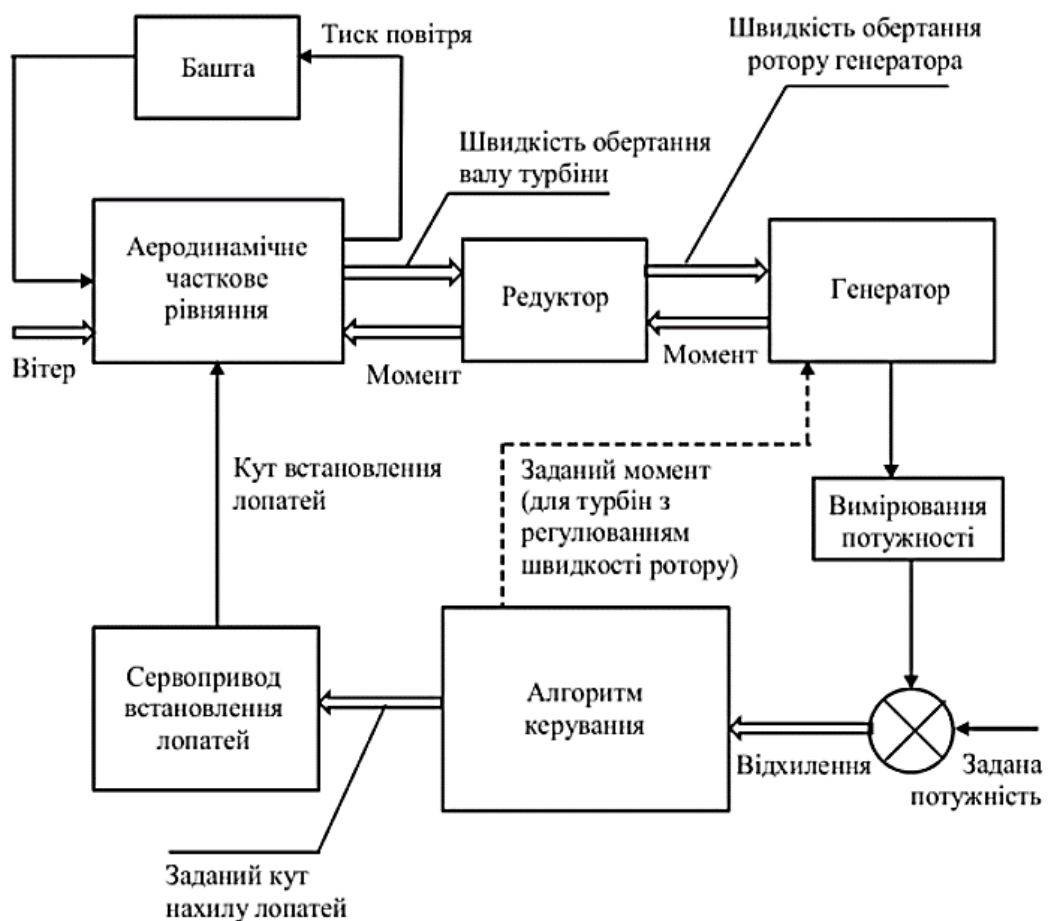 Тиск повітря
Башта
Швидкість обертання
ротору генератора
Швидкість обертання
валу турбіни
Аеродинамічне
часткове
рівняння
Редуктор
Генератор
Вітер
Момент
Момент
Кут встановлення
лопатей
Заданий момент
(для турбін з
регулюванням
швидкості ротору)
Вимірювання
потужності
Сервопривод
встановлення
лопатей
Алгоритм
керування
Відхилення
Задана
потужність
Заданий кут
нахилу лопатей